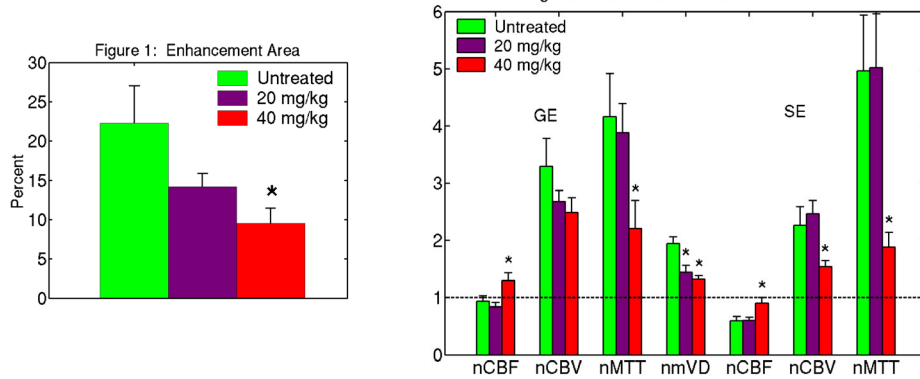 Figure 1: Enhancement Area
30
25
20
15
10
5
0
Percent
Untreated
20 mg/kg
40 mg/kg
*
6
5
4
3
2
1
0
Untreated
20 mg/kg
40 mg/kg
GE
SE
* * * * * * *
nCBF nCBV nMTT nmVD nCBF nCBV nMTT